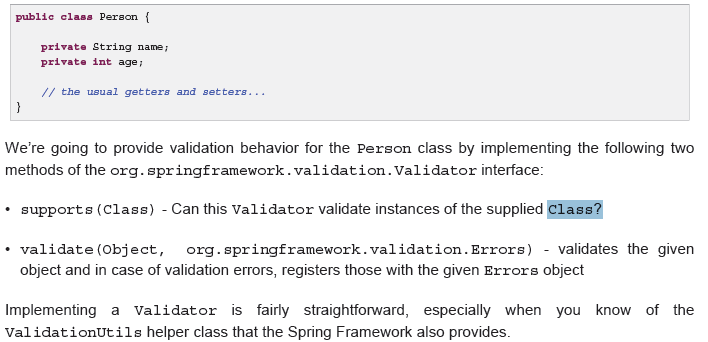 public class Person {
private String name;
private int age;
// the usual getters and setters...
}
We’re going to provide validation behavior for the Person class by implementing the following two
methods of the org.springframework.validation.Validator interface:
• supports(Class) - Can this Validator validate instances of the supplied Class?
• validate(Object, org.springframework.validation.Errors) - validates the given
object and in case of validation errors, registers those with the given Errors object
Implementing a Validator is fairly straightforward, especially when you know of the
ValidationUtils helper class that the Spring Framework also provides.